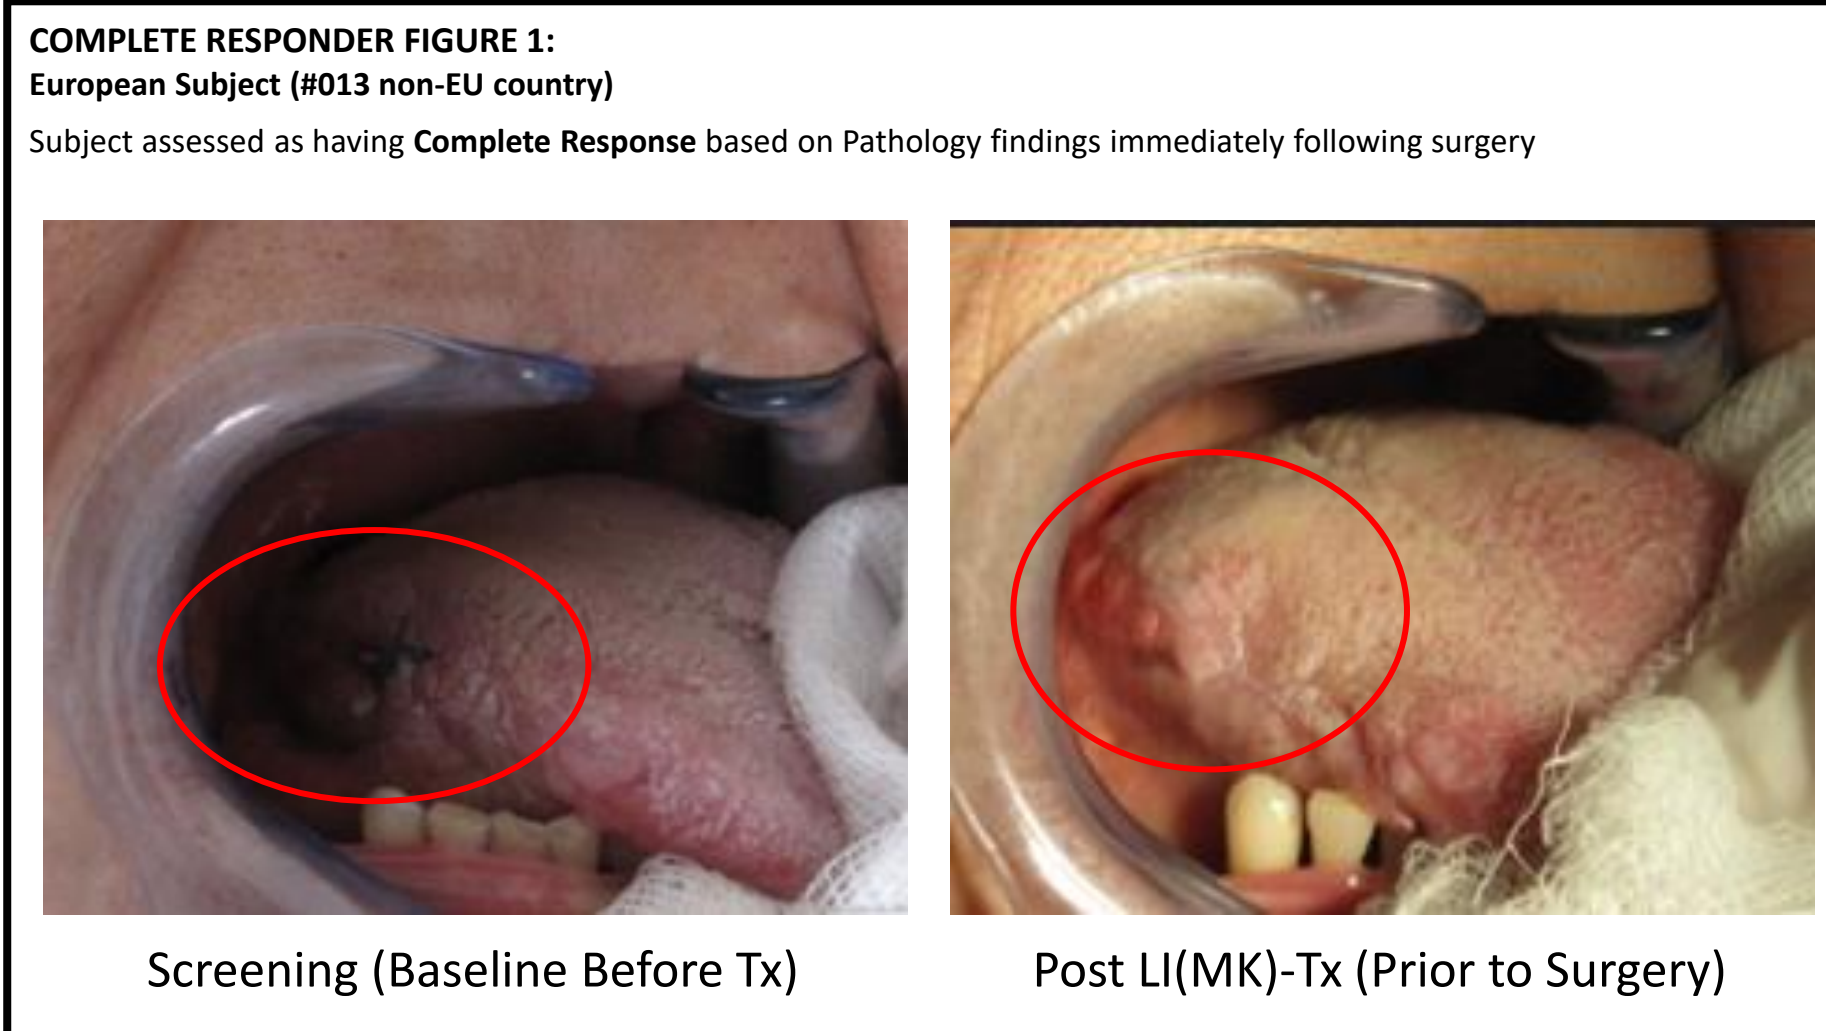 COMPLETE RESPONDER FIGURE 1:
European Subject (#013 non-EU country)
Subject assessed as having Complete Response based on Pathology findings immediately following surgery
Screening (Baseline Before Tx)
Post LI(MK)-Tx (Prior to Surgery)